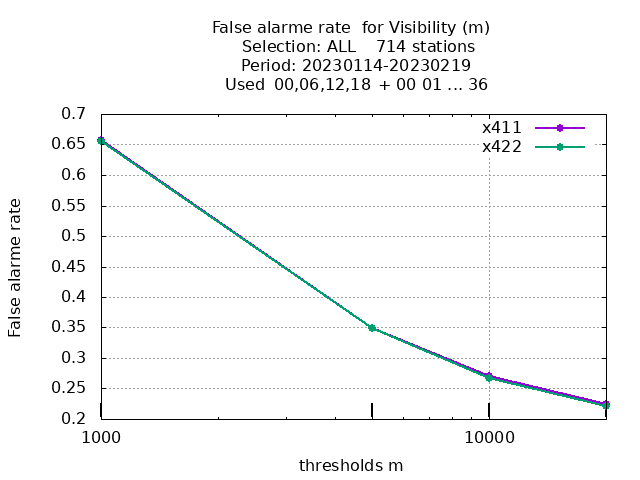 False alarme rate for Visibility (m)
Selection: ALL 714 stations
Period: 20230114-20230219
Used 00,06,12,18 + 00 01 ... 36
0.7
x411
x422
0.65
0.6
0.55
0.5
0.45
0.4
0.35
0.3
0.25
0.2
False alarme rate
1000
10000
thresholds m